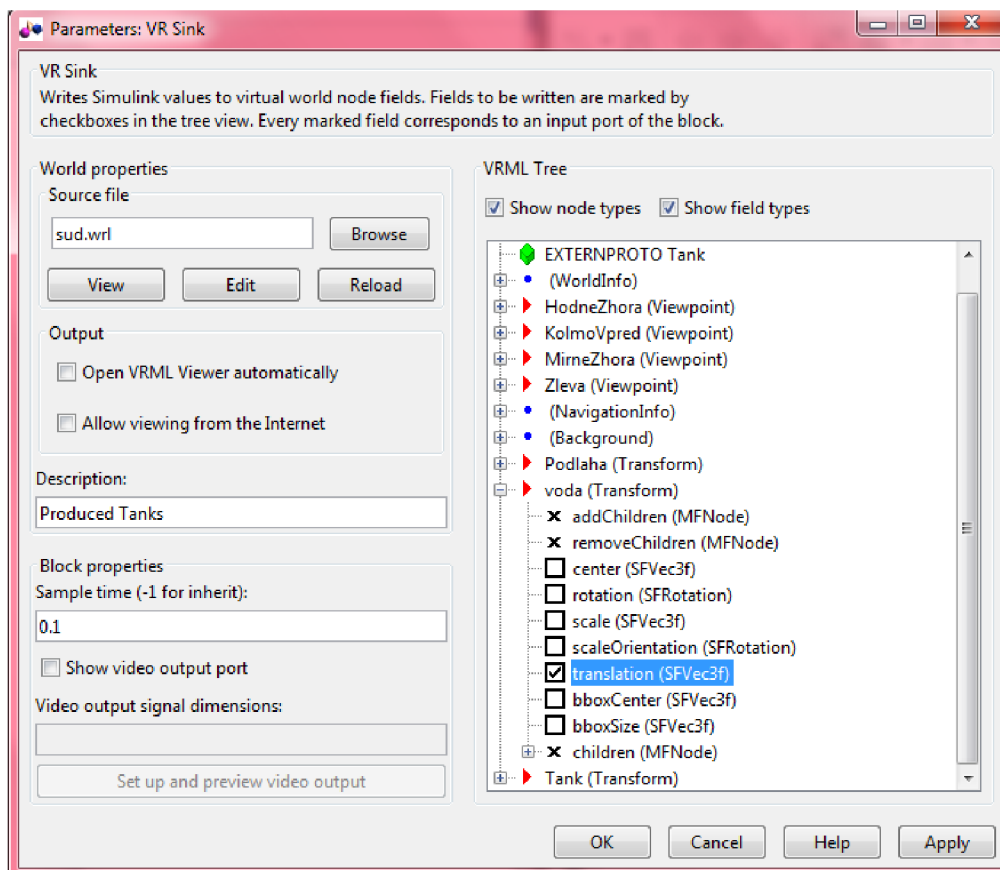 Parameters: VR Sink
VR Sink
Writes Simulink values to virtual world node fields. Fields to be written are marked by
checkboxes in the tree view. Every marked field corresponds to an input port of the block.
World properties
Source file
sud.wrl
Browse
View
Edit
Reload
Output
Open VRML Viewer automatically
Allow viewing from the Internet
Description:
Produced Tanks
Block properties
Sample time (-1 for inherit):
0.1
Show video output port
Video output signal dimensions:
Set up and preview video output
VRML Tree
Show node types
Show field types
EXTERNPROTO Tank
(WorldInfo)
HodneZhora (Viewpoint)
KolmoVpred (Viewpoint)
MirneZhora (Viewpoint)
Zleva (Viewpoint)
(NavigationInfo)
(Background)
Podlaha (Transform)
voda (Transform)
addChildren (MFNode)
removeChildren (MFNode)
center (SFVec3f)
rotation (SFRotation)
scale (SFVec3f)
scaleOrientation (SFRotation)
translation (SFVec3f)
bboxCenter (SFVec3f)
bboxSize (SFVec3f)
children (MFNode)
Tank (Transform)
OK
Cancel
Help
Apply